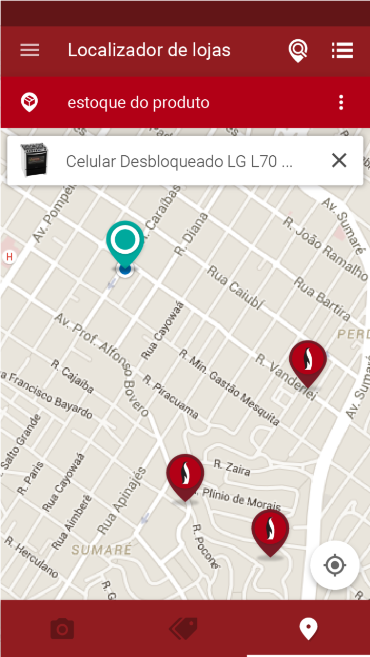 Localizador de lojas
estoque do produto
Celular Desbloqueado LG L70 ...
Av. Pompéi
R. Caraíbas
R. Diana
Av. Sumaré
R. João Ramalho
H
Rua Caiubí
Rua Bartira
Av. Prof. Alfonso Bovero
Rua Cayowaá
PERD
R. Vanderlei
R. Min. Gastão Mesquita
R. Cajaíba
R. Piracuama
Av. Sumaré
ua Francisco Bayardo
Salto Grande
R. Paris
Rua Cayowaá
Rua Aimberê
Rua Apinajés
R. Zaira
R. Plínio de Morais
R. Poconé
R. Herculano
SUMARÉ